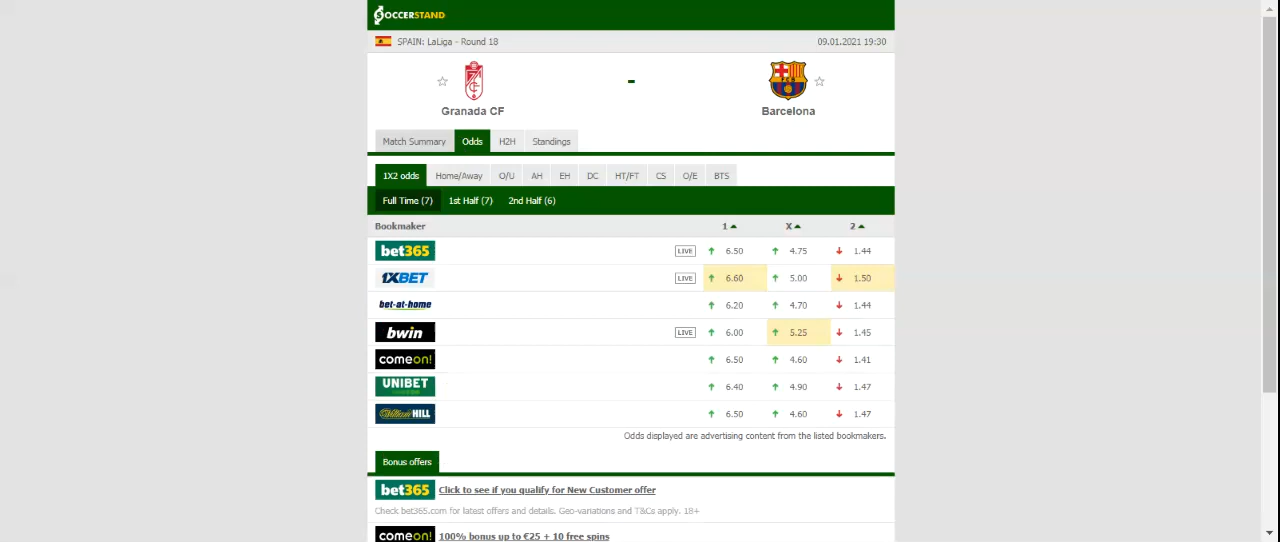 SOCCERSTAND
SPAIN: LaLiga - Round 18 09.01.2021 19:30
-
Granada CF Barcelona
Match Summary Odds H2H Standings
1X2 odds Home/Away O/U AH EH DC HT/FT CS O/E BTS
Full Time (7) 1st Half (7) 2nd Half (6)
Bookmaker 1 X 2
bet365 LIVE 6.50 4.75 1.44
1XBET LIVE 6.60 5.00 1.50
bet-at-home 6.20 4.70 1.44
bwin LIVE 6.00 5.25 1.45
comeon! 6.50 4.60 1.41
UNIBET 6.40 4.90 1.47
William HILL 6.50 4.60 1.47
Odds displayed are advertising content from the listed bookmakers.
Bonus offers
bet365 Click to see if you qualify for New Customer offer
Check bet365.com for latest offers and details. Geo-variations and T&Cs apply. 18+
comeon! 100% bonus up to €25 + 10 free spins